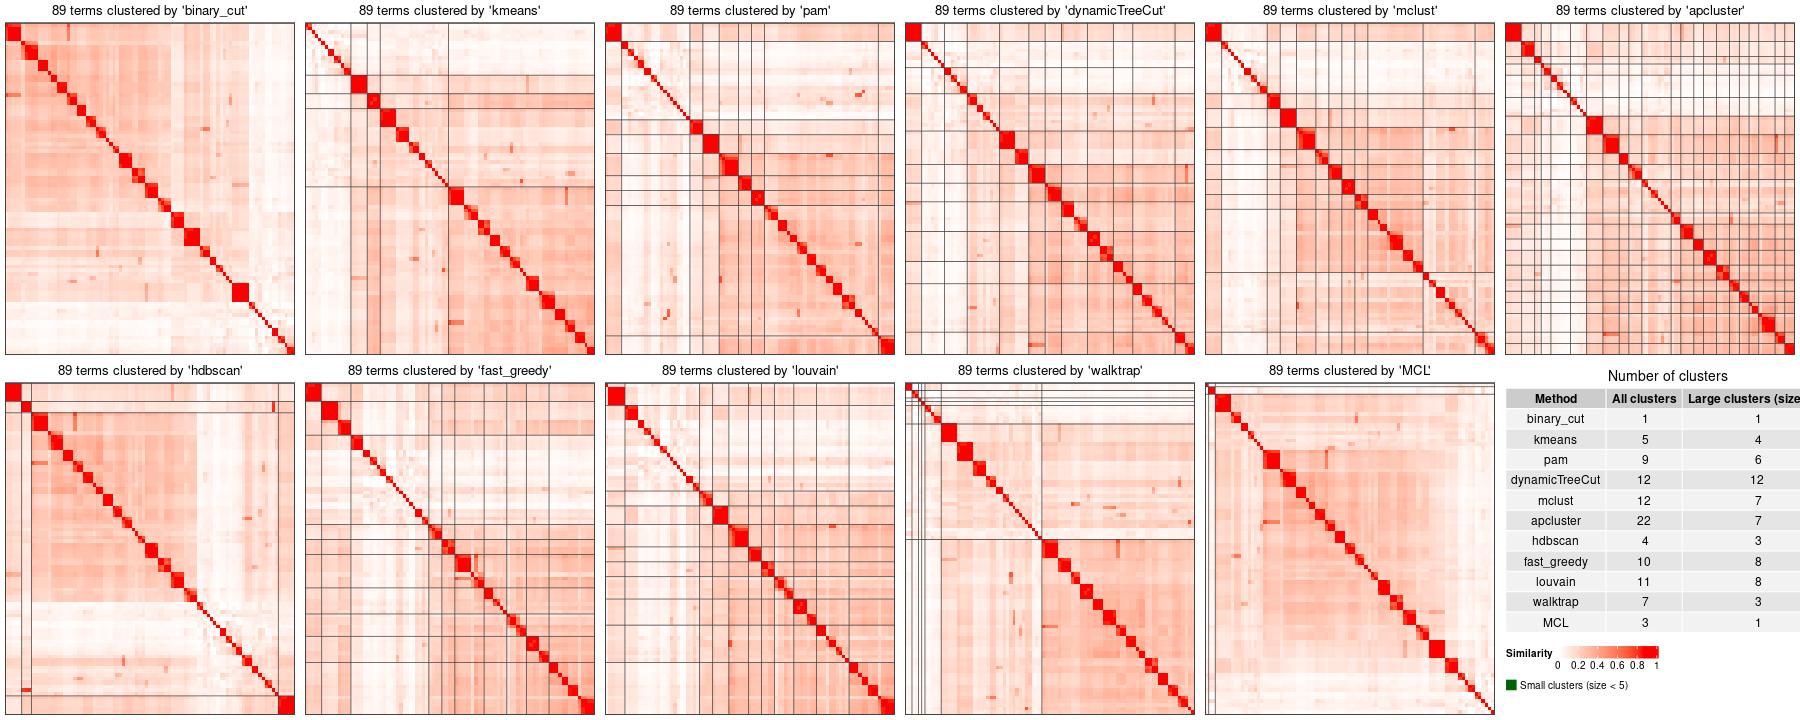 89 terms clustered by 'binary_cut'
89 terms clustered by 'kmeans'
89 terms clustered by 'pam'
89 terms clustered by 'dynamicTreeCut'
89 terms clustered by 'mclust'
89 terms clustered by 'apcluster'
89 terms clustered by 'hdbscan'
89 terms clustered by 'fast_greedy'
89 terms clustered by 'louvain'
89 terms clustered by 'walktrap'
89 terms clustered by 'MCL'
Number of clusters
Method All clusters Large clusters (size
binary_cut 1 1
kmeans 5 4
pam 9 6
dynamicTreeCut 12 12
mclust 12 7
apcluster 22 7
hdbscan 4 3
fast_greedy 10 8
louvain 11 8
walktrap 7 3
MCL 3 1
Similarity
0 0.2 0.4 0.6 0.8 1
Small clusters (size < 5)